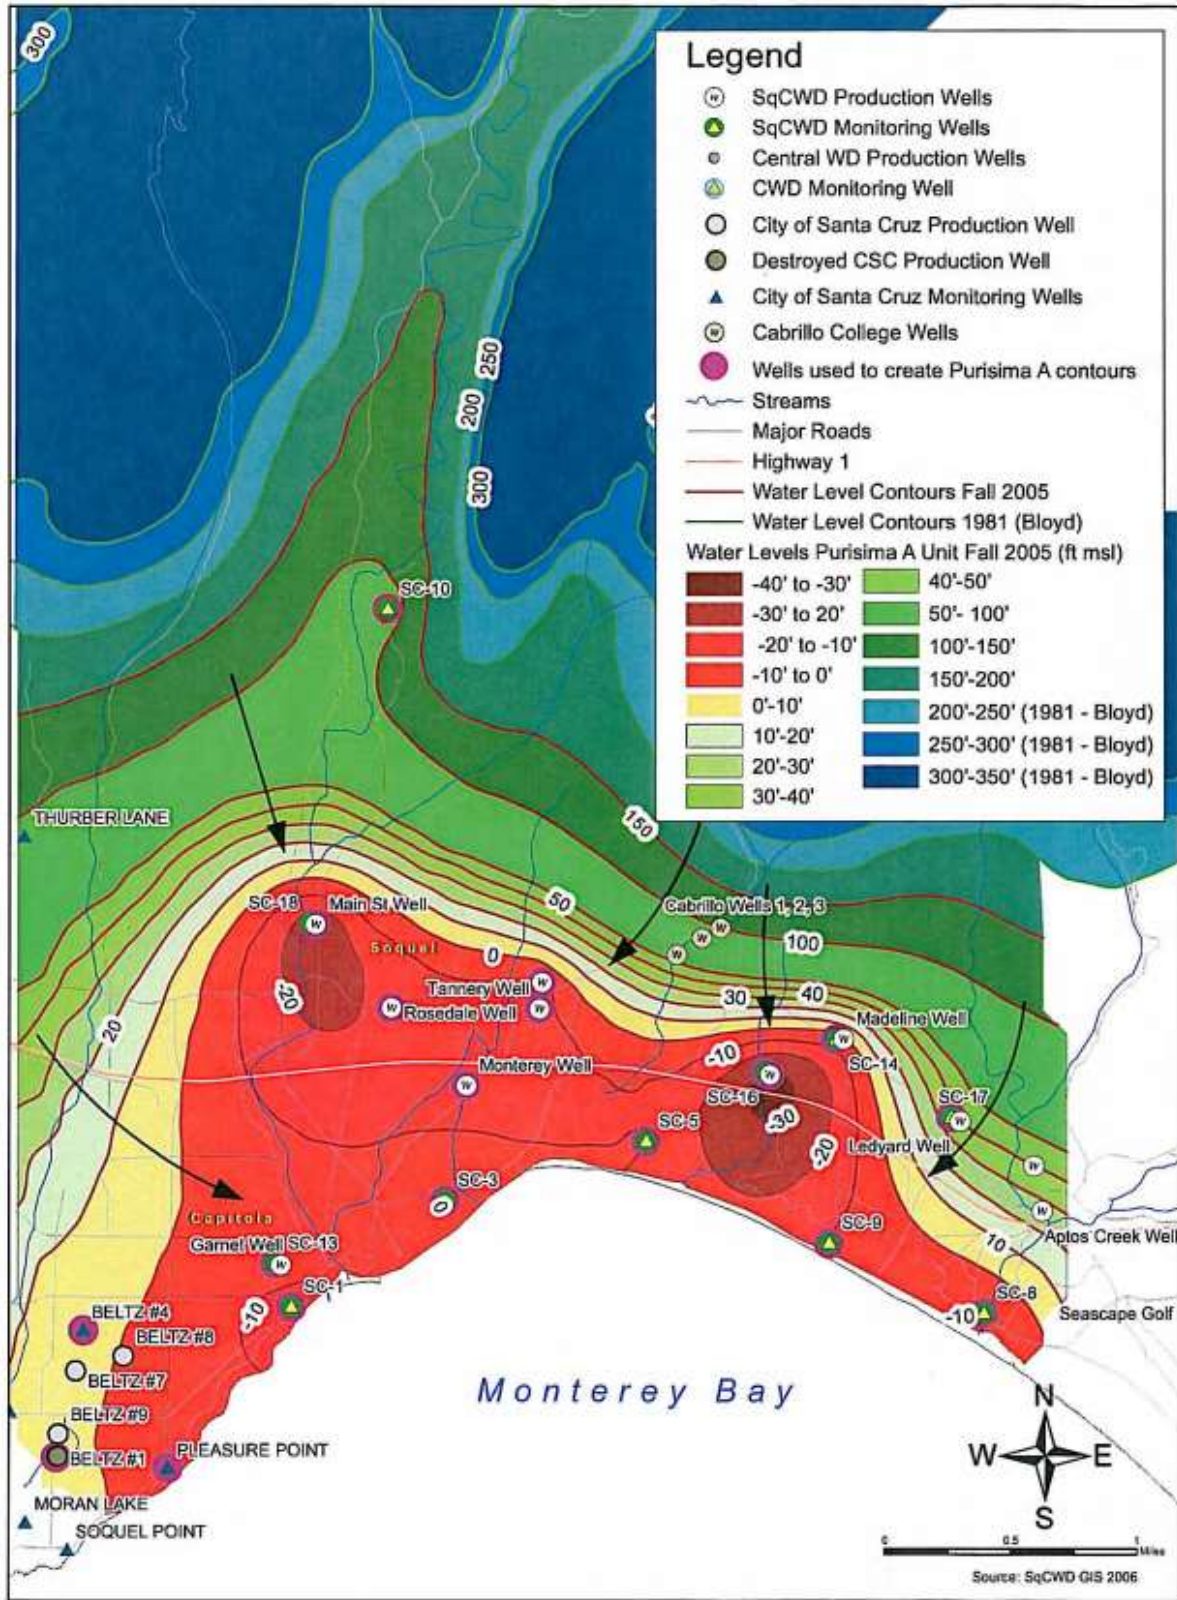 300
Legend
SqCWD Production Wells
SqCWD Monitoring Wells
Central WD Production Wells
CWD Monitoring Well
City of Santa Cruz Production Well
Destroyed CSC Production Well
City of Santa Cruz Monitoring Wells
Cabrillo College Wells
Wells used to create Purisima A contours
Streams
Major Roads
Highway 1
Water Level Contours Fall 2005
Water Level Contours 1981 (Bloyd)
Water Levels Purisima A Unit Fall 2005 (ft msl)
-40' to -30'
-30' to 20'
-20' to -10'
-10' to 0'
0'-10'
10'-20'
20'-30'
30'-40'
40'-50'
50'- 100'
100'-150'
150'-200'
200'-250' (1981 - Bloyd)
250'-300' (1981 - Bloyd)
300'-350' (1981 - Bloyd)
250
200
300
SC-10
THURBER LANE
150
SC-18
Main St Well
50
Cabrillo Wells 1, 2, 3
Soquel
0
100
-20
Tannery Well
30
40
Rosedale Well
Madeline Well
20
Monterey Well
-10
SC-14
SC-16
-30
SC-17
SC-5
-20
Ledyard Well
SC-3
0
Capitola
Garnet Well
SC-13
SC-9
10
Aptos Creek Well
SC-1
-10
SC-8
-10
Seascape Golf
BELTZ #4
BELTZ #8
BELTZ #7
BELTZ #9
BELTZ #1
PLEASURE POINT
MORAN LAKE
SOQUEL POINT
Monterey Bay
N
W
E
S
0
0.5
1
Miles
Source: SqCWD GIS 2006